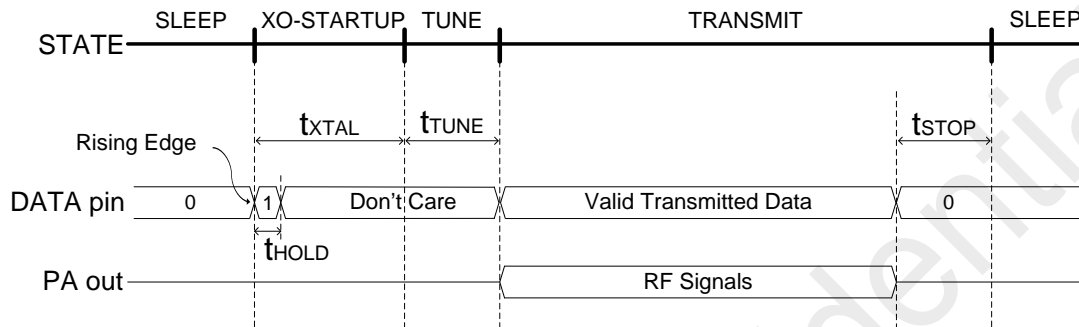 SLEEP XO-STARTUP TUNE TRANSMIT SLEEP
STATE
tXTAL tTUNE tSTOP
Rising Edge
DATA pin 0 1 Don't Care Valid Transmitted Data 0
tHOLD
PA out RF Signals